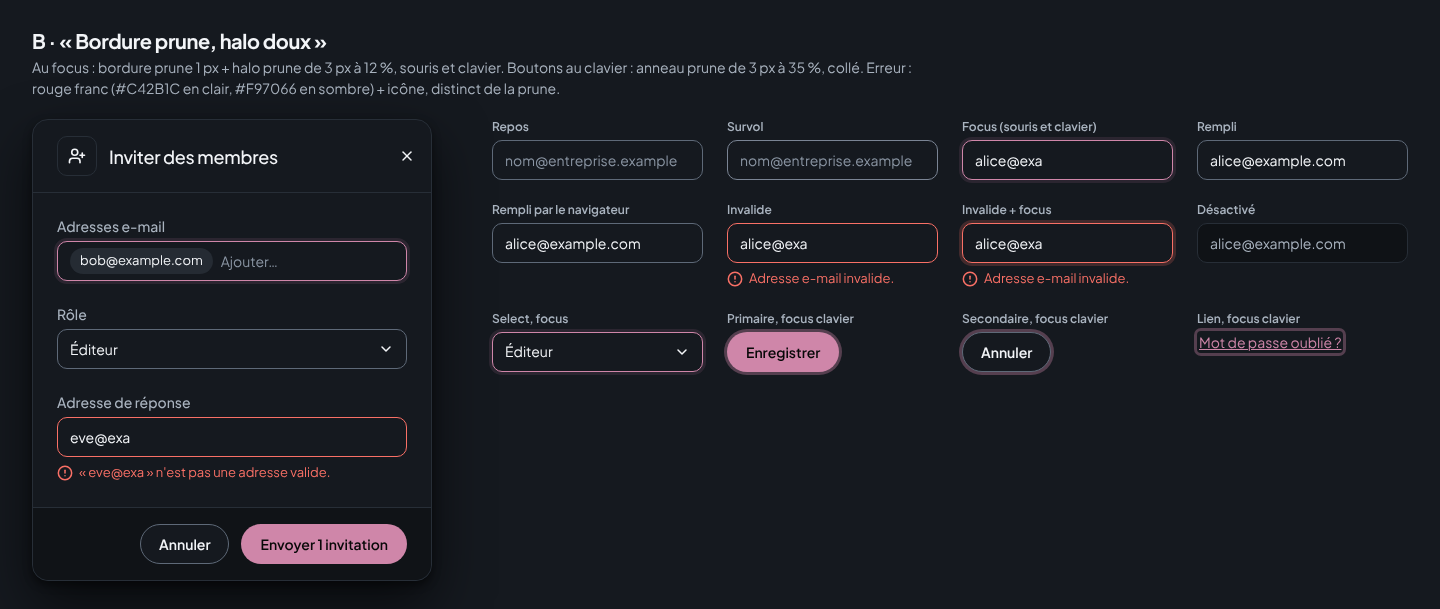 B · « Bordure prune, halo doux »
Au focus : bordure prune 1 px + halo prune de 3 px à 12 %, souris et clavier. Boutons au clavier : anneau prune de 3 px à 35 %, collé. Erreur :
rouge franc (#C42B1C en clair, #F97066 en sombre) + icône, distinct de la prune.
Inviter des membres
Adresses e-mail
bob@example.com Ajouter…
Rôle
Éditeur
Adresse de réponse
eve@exa
« eve@exa » n'est pas une adresse valide.
Annuler Envoyer 1 invitation
Repos Survol Focus (souris et clavier) Rempli
nom@entreprise.example nom@entreprise.example alice@exa alice@example.com
Rempli par le navigateur Invalide Invalide + focus Désactivé
alice@example.com alice@exa alice@exa alice@example.com
Adresse e-mail invalide. Adresse e-mail invalide.
Select, focus Primaire, focus clavier Secondaire, focus clavier Lien, focus clavier
Éditeur Enregistrer Annuler Mot de passe oublié ?